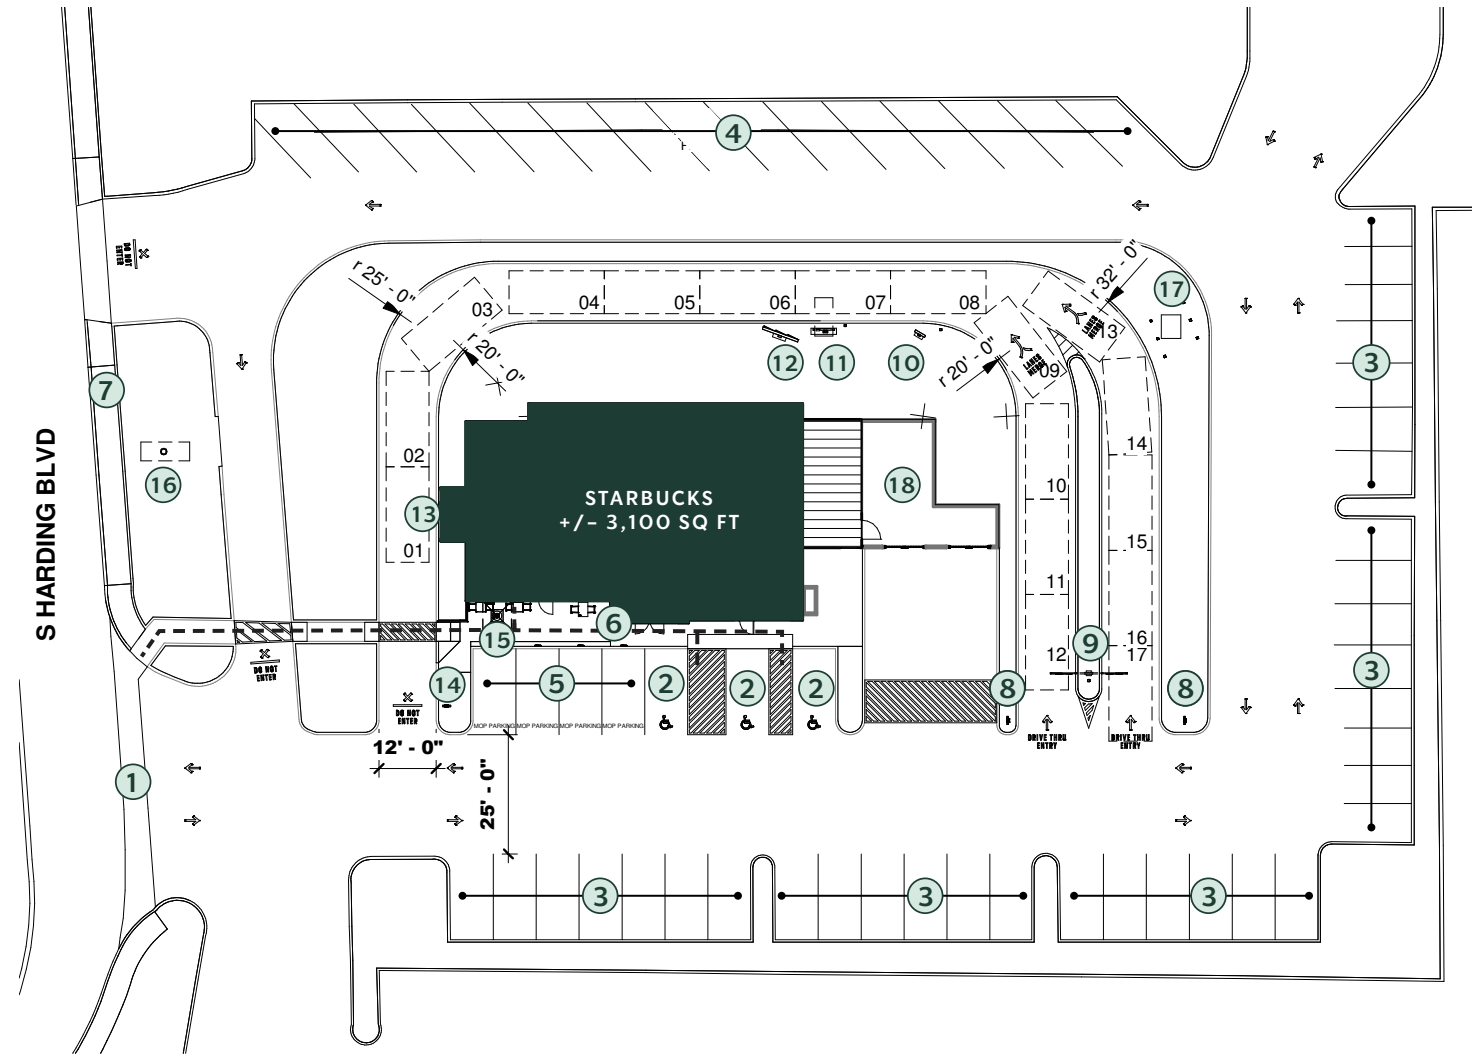 4
DO NOT
ENTER
r 25' - 0"
03
04
05
06
07
08
r 32' - 0"
17
LANES
MERGE
13
r 20' - 0"
12
11
10
r 20' - 0"
LANES
MERGE
09
3
7
02
14
16
13
STARBUCKS
+/- 3,100 SQ FT
18
10
S HARDING BLVD
01
15
11
6
15
9
16
12
17
DO NOT
ENTER
14
5
2
2
2
8
8
3
DO NOT
ENTER
MOP PARKING
MOP PARKING
MOP PARKING
MOP PARKING
DRIVE THRU
ENTRY
DRIVE THRU
ENTRY
12' - 0"
1
25' - 0"
3
3
3